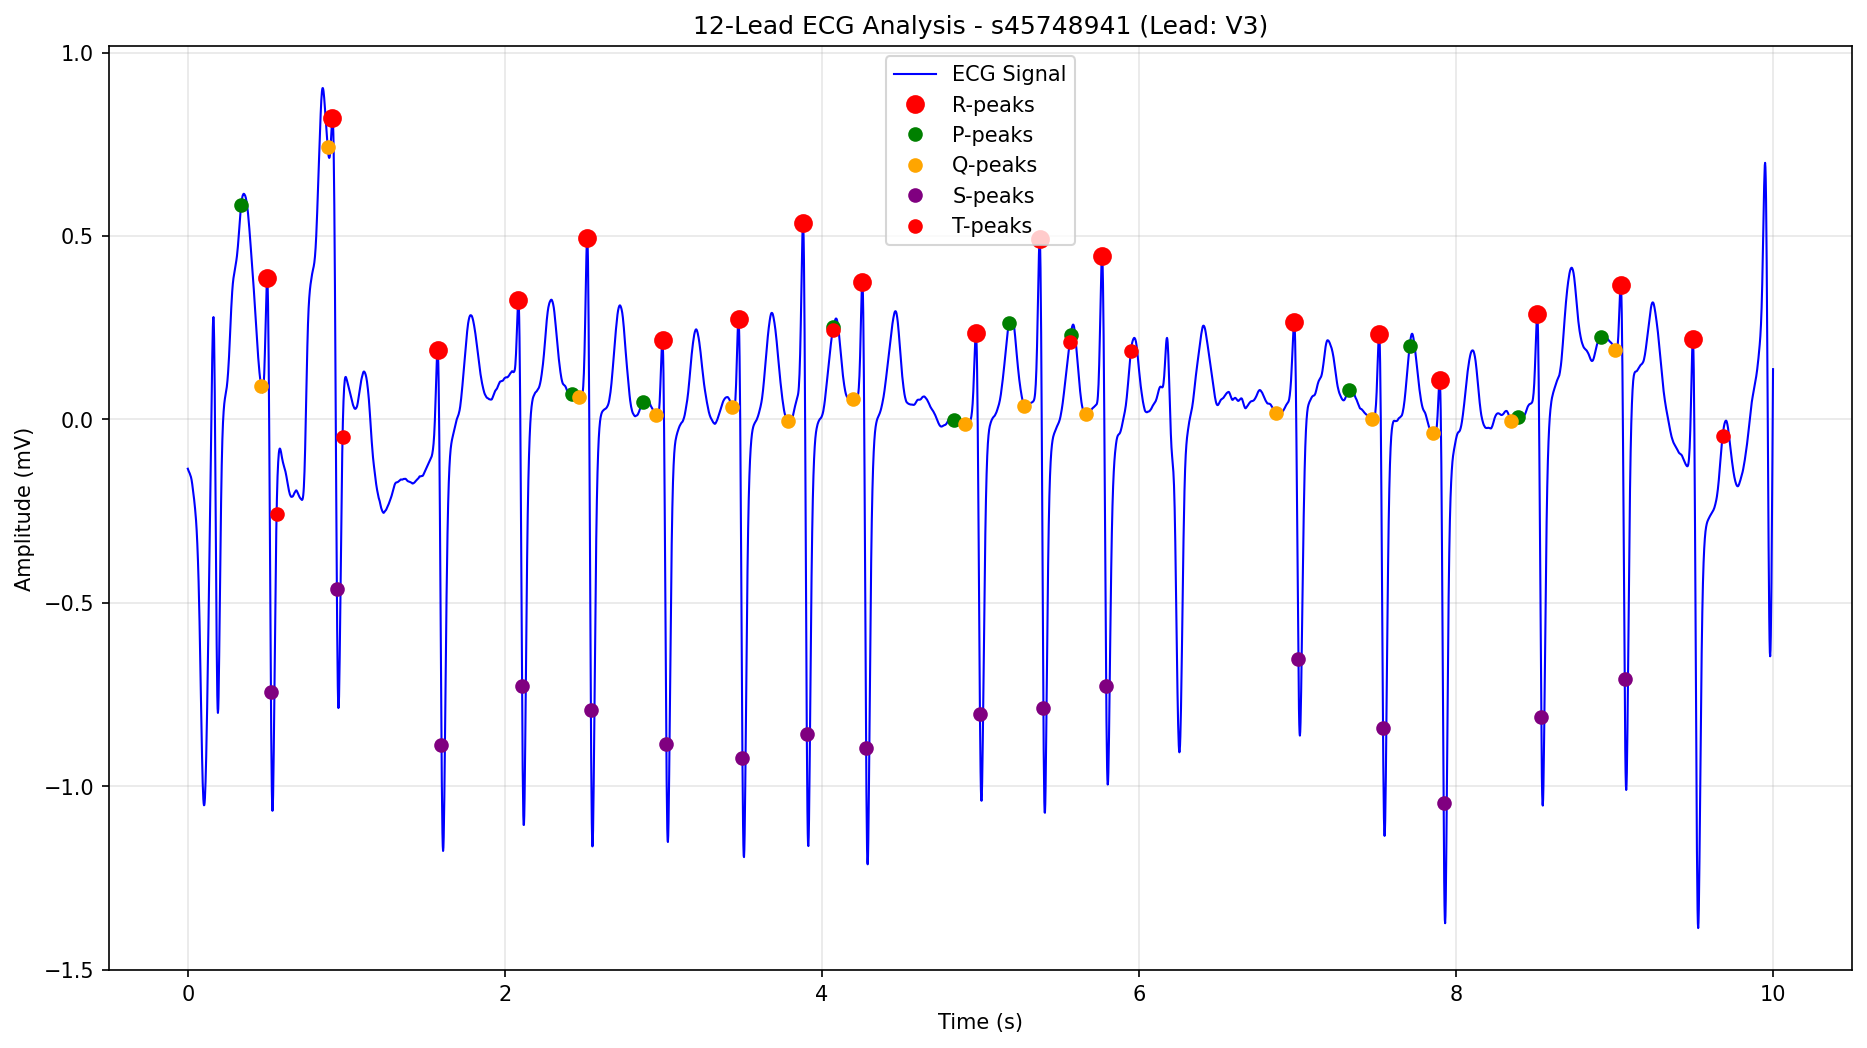 12-Lead ECG Analysis - s45748941 (Lead: V3)
ECG Signal
R-peaks
P-peaks
Q-peaks
S-peaks
T-peaks
Amplitude (mV)
1.0
0.5
0.0
−0.5
−1.0
−1.5
0 2 4 6 8 10
Time (s)